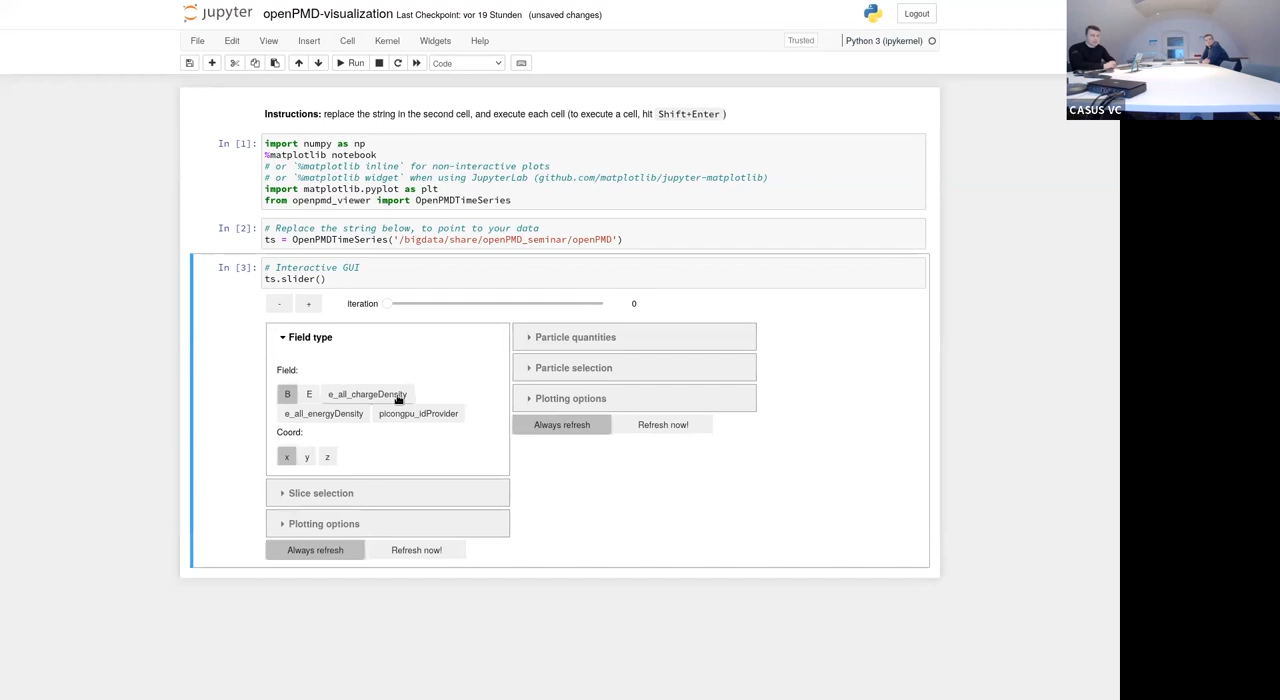 jupyter openPMD-visualization Last Checkpoint: vor 19 Stunden (unsaved changes) Logout
File Edit View Insert Cell Kernel Widgets Help Trusted Python 3 (ipykernel)
Run Code
CASUS VC
Instructions: replace the string in the second cell, and execute each cell (to execute a cell, hit Shift+Enter )
In [1]: import numpy as np
%matplotlib notebook
# or `%matplotlib inline` for non-interactive plots
# or `%matplotlib widget` when using JupyterLab (github.com/matplotlib/jupyter-matplotlib)
import matplotlib.pyplot as plt
from openpmd_viewer import OpenPMDTimeSeries
In [2]: # Replace the string below, to point to your data
ts = OpenPMDTimeSeries('/bigdata/share/openPMD_seminar/openPMD')
In [3]: # Interactive GUI
ts.slider()
- + iteration 0
Field type
Field:
B E e_all_chargeDensity
e_all_energyDensity picongpu_idProvider
Coord:
x y z
Slice selection
Plotting options
Always refresh Refresh now!
Particle quantities
Particle selection
Plotting options
Always refresh Refresh now!